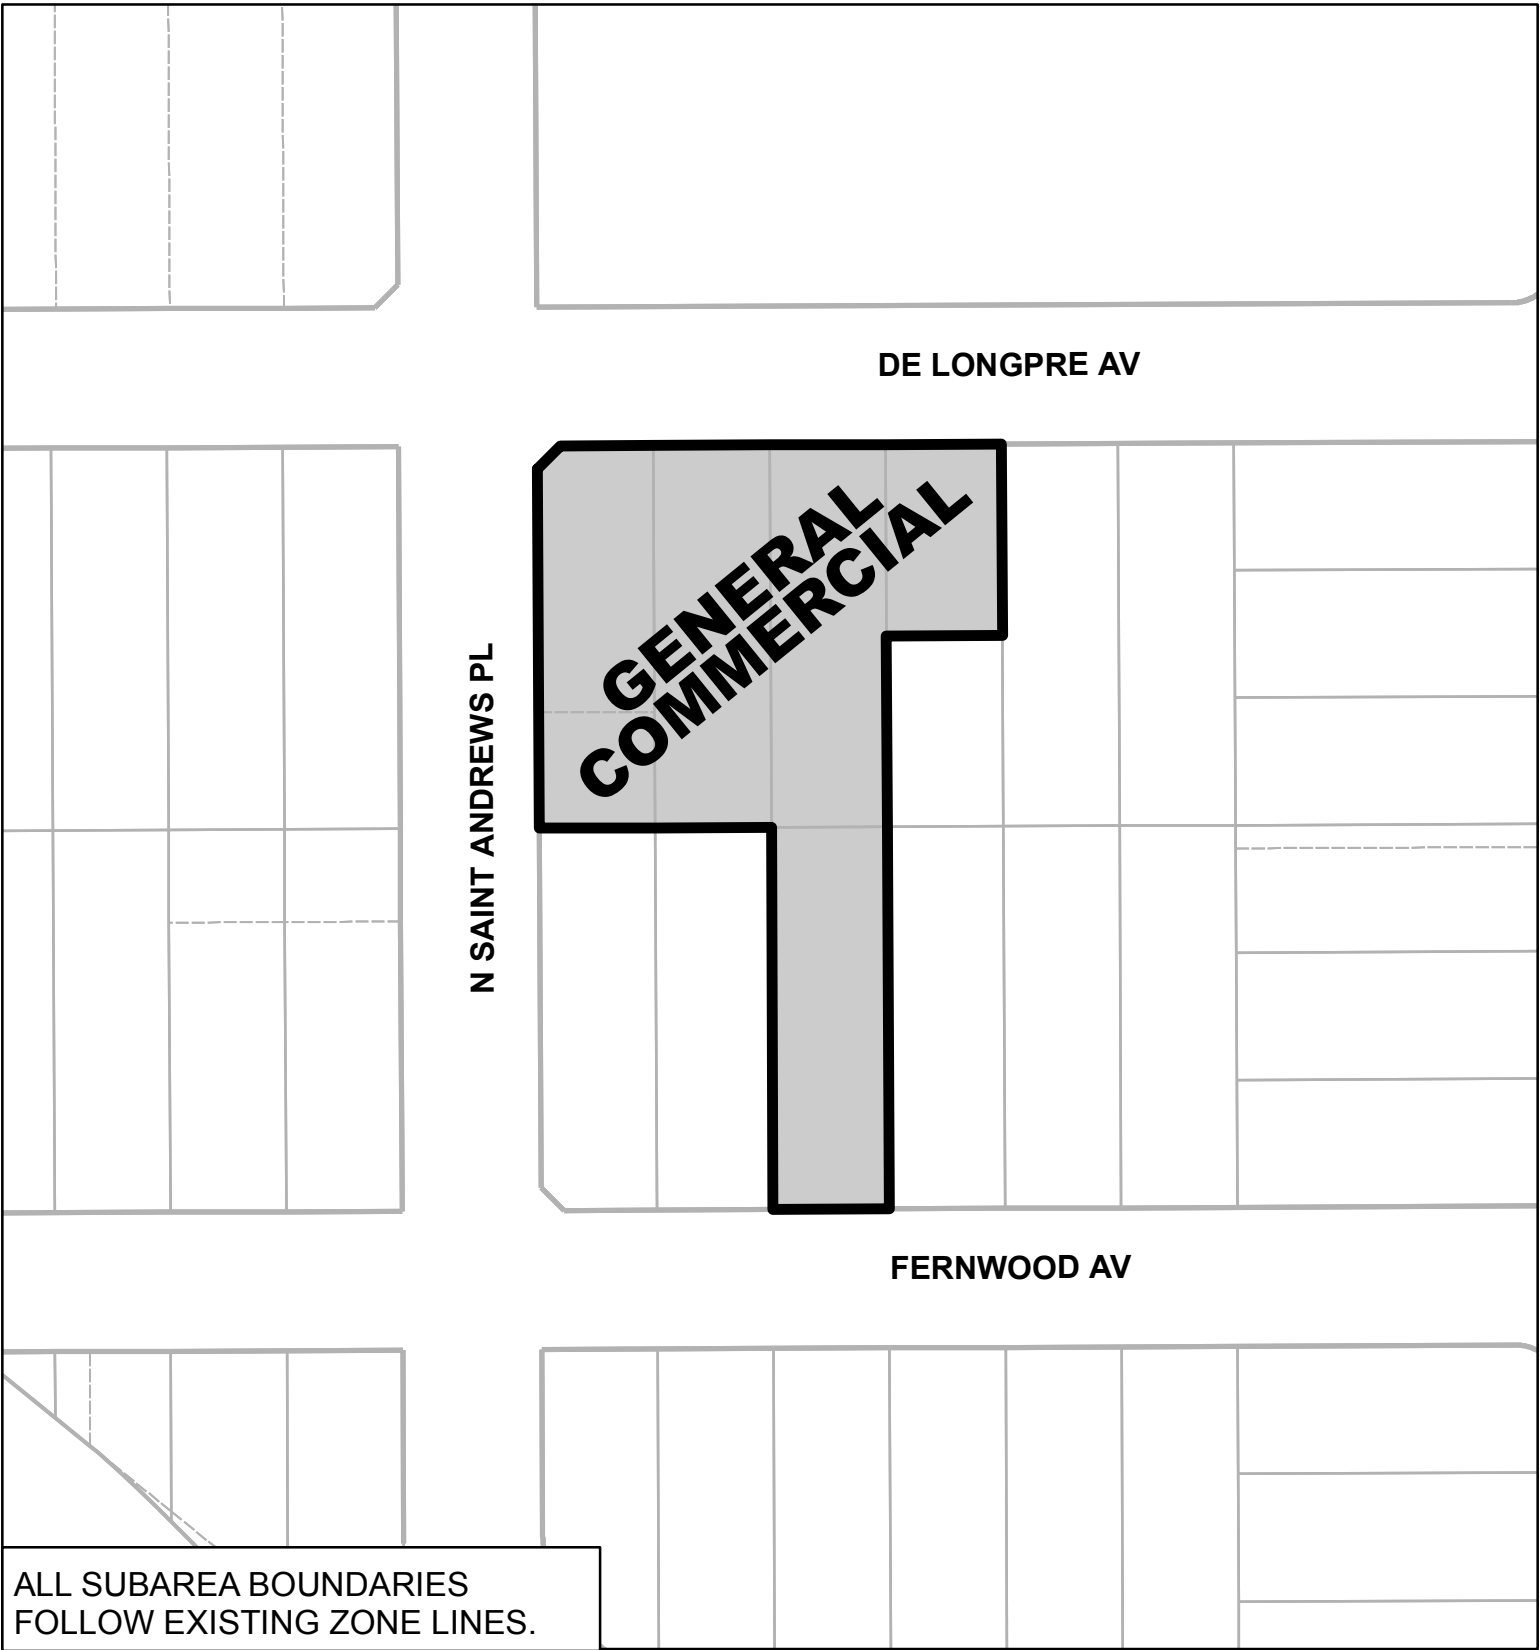 DE LONGPRE AV
GENERAL
COMMERCIAL
N SAINT ANDREWS PL
FERNWOOD AV
ALL SUBAREA BOUNDARIES
FOLLOW EXISTING ZONE LINES.